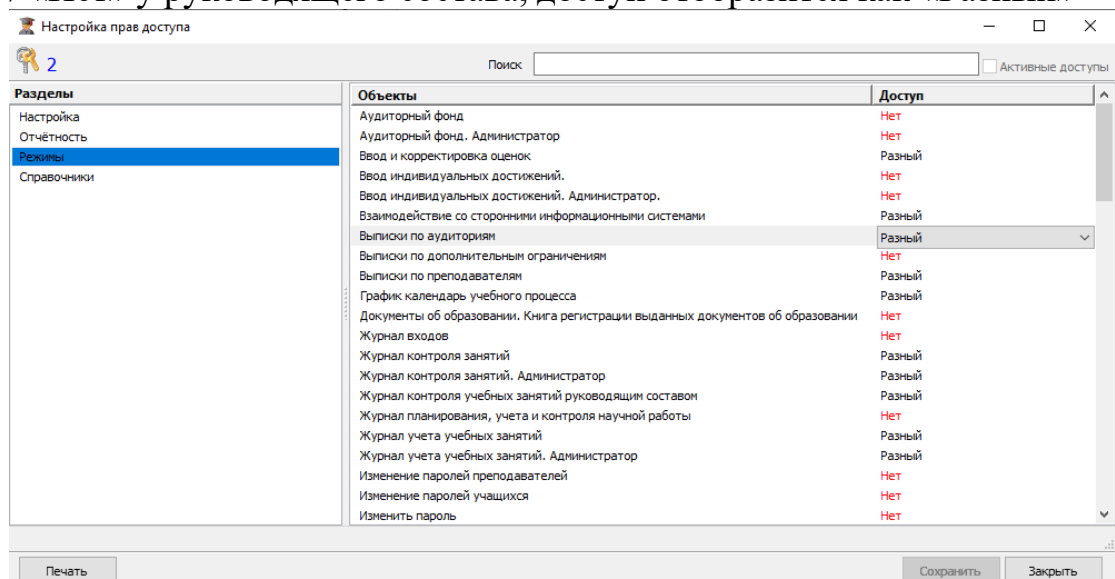 у руководящего состава, доступ отобразится как «Разный»
Настройка прав доступа
2 Поиск Активные доступы
Разделы Объекты Доступ
Настройка Аудиторный фонд Нет
Отчётность Аудиторный фонд. Администратор Нет
Режимы Ввод и корректировка оценок Разный
Справочники Ввод индивидуальных достижений. Нет
Ввод индивидуальных достижений. Администратор. Нет
Взаимодействие со сторонними информационными системами Разный
Выписки по аудиториям Разный
Выписки по дополнительным ограничениям Нет
Выписки по преподавателям Разный
График календарь учебного процесса Разный
Документы об образовании. Книга регистрации выданных документов об образовании Нет
Журнал входов Нет
Журнал контроля занятий Разный
Журнал контроля занятий. Администратор Разный
Журнал контроля учебных занятий руководящим составом Разный
Журнал планирования, учета и контроля научной работы Нет
Журнал учета учебных занятий Разный
Журнал учета учебных занятий. Администратор Разный
Изменение паролей преподавателей Нет
Изменение паролей учащихся Нет
Изменить пароль Нет
Печать Сохранить Закрыть